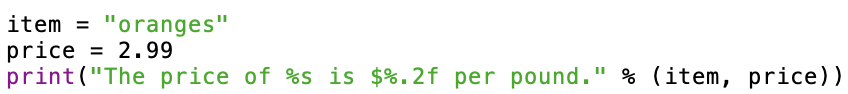 item = "oranges"
price = 2.99
print("The price of %s is $%.2f per pound." % (item, price))